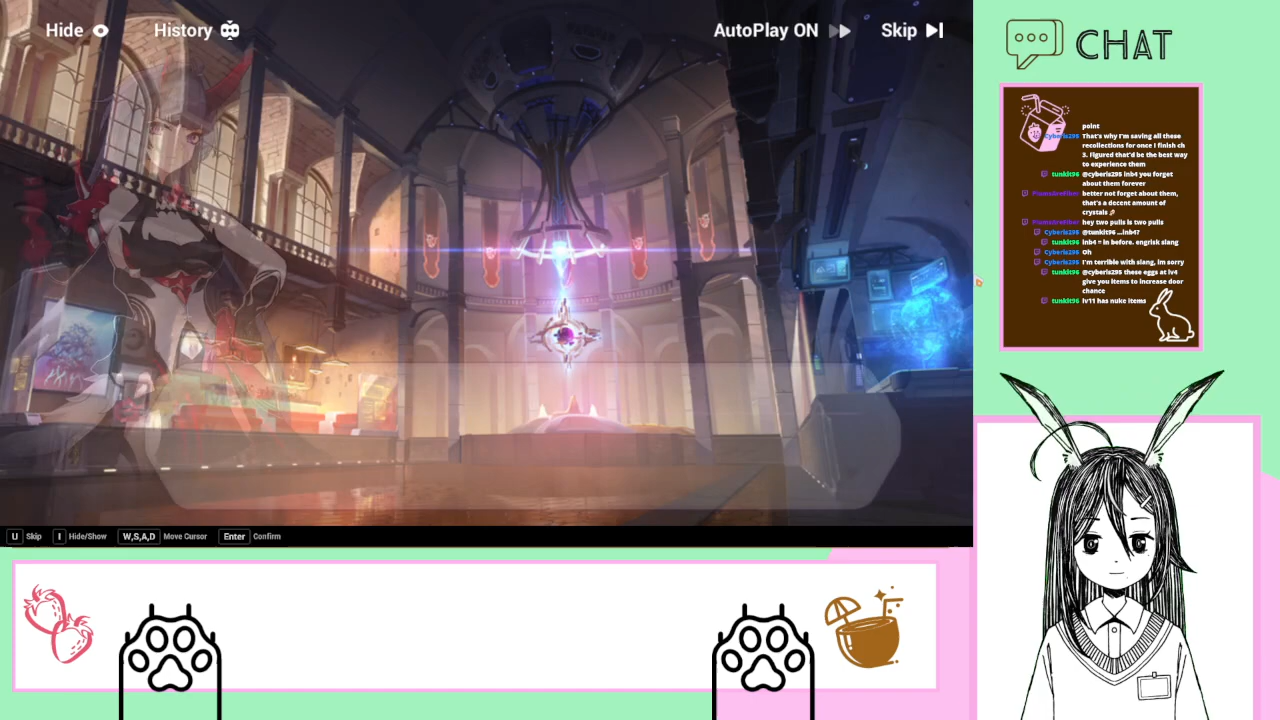 Hide
History
AutoPlay ON
Skip
CHAT
point
Cyberis298 That's why I'm saving all these
recollections for once I finish ch
3. Figured that'd be the best way
to experience them
tunkit96 @cyberis295 inb4 you forget
about them forever
better not forget about them,
that's a decent amount of
crystals
hey two pulls is two pulls
Cyberis298 @tunkit96 ...inb4?
tunkit96 inb4 = in before. engrisk slang
Cyberis298 Oh
Cyberis298 I'm terrible with slang, im sorry
tunkit96 @cyberis295 these eggs at lv4
give you items to increase door
chance
tunkit96 lv11 has nuke items
U Skip
I Hide/Show
W,S,A,D Move Cursor
Enter Confirm